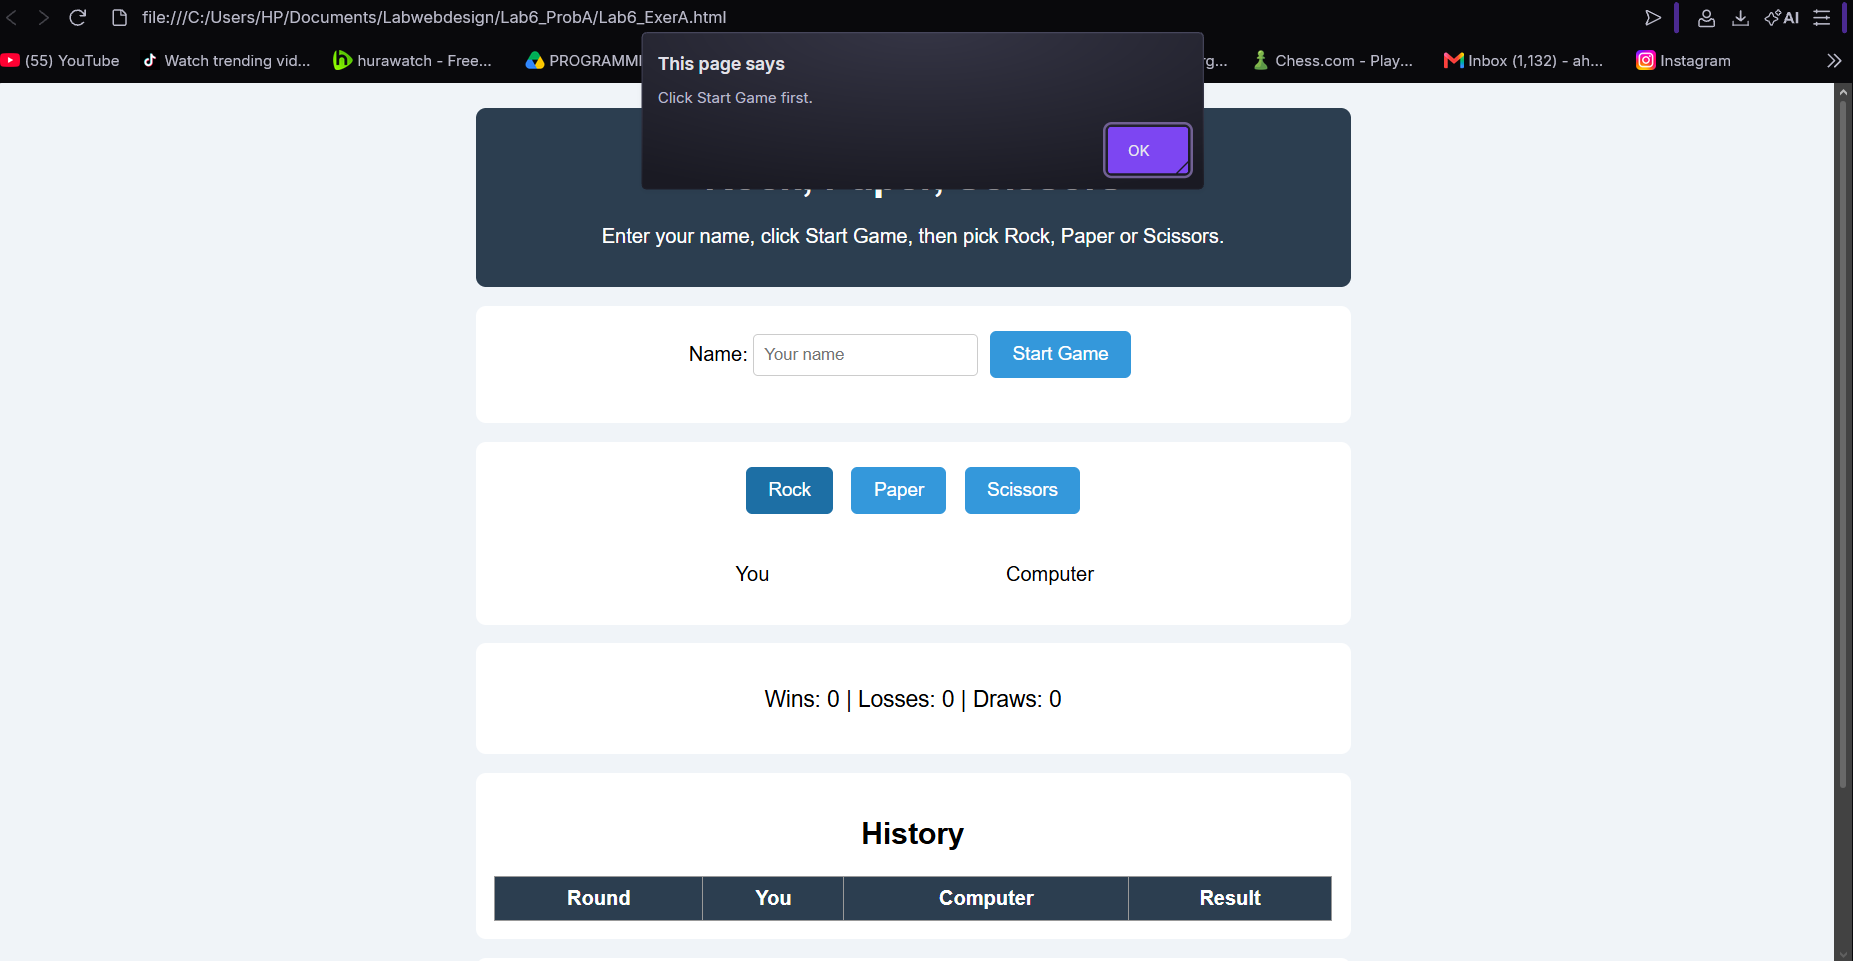 file:///C:/Users/HP/Documents/Labwebdesign/Lab6_ProbA/Lab6_ExerA.html
AI
(55) YouTube
Watch trending vid...
hurawatch - Free...
PROGRAMMI
rg...
Chess.com - Play...
Inbox (1,132) - ah...
Instagram
This page says
Click Start Game first.
OK
Enter your name, click Start Game, then pick Rock, Paper or Scissors.
Name: Your name Start Game
Rock Paper Scissors
You Computer
Wins: 0 | Losses: 0 | Draws: 0
History
Round You Computer Result